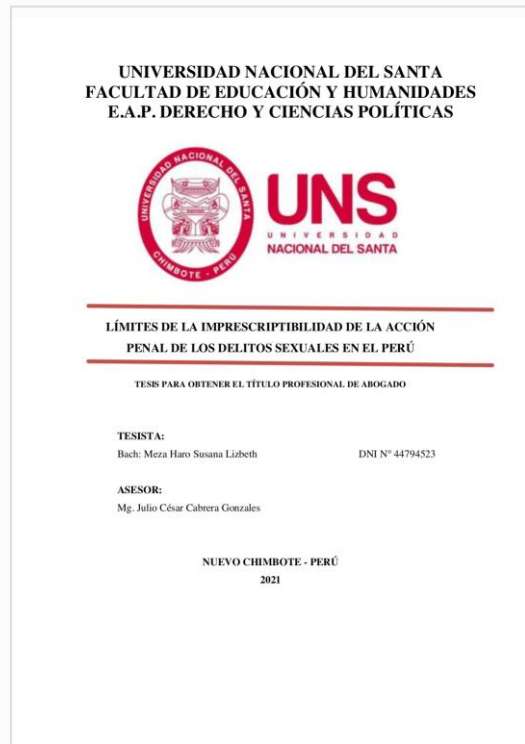 UNIVERSIDAD NACIONAL DEL SANTA
FACULTAD DE EDUCACIÓN Y HUMANIDADES
E.A.P. DERECHO Y CIENCIAS POLÍTICAS
UNIVERSIDAD NACIONAL DEL SANTA
CHIMBOTE - PERÚ
UNS
UNIVERSIDAD
NACIONAL DEL SANTA
LÍMITES DE LA IMPRESCRIPTIBILIDAD DE LA ACCIÓN
PENAL DE LOS DELITOS SEXUALES EN EL PERÚ
TESIS PARA OBTENER EL TÍTULO PROFESIONAL DE ABOGADO
TESISTA:
Bach: Meza Haro Susana Lizbeth DNI N° 44794523
ASESOR:
Mg. Julio César Cabrera Gonzales
NUEVO CHIMBOTE - PERÚ
2021